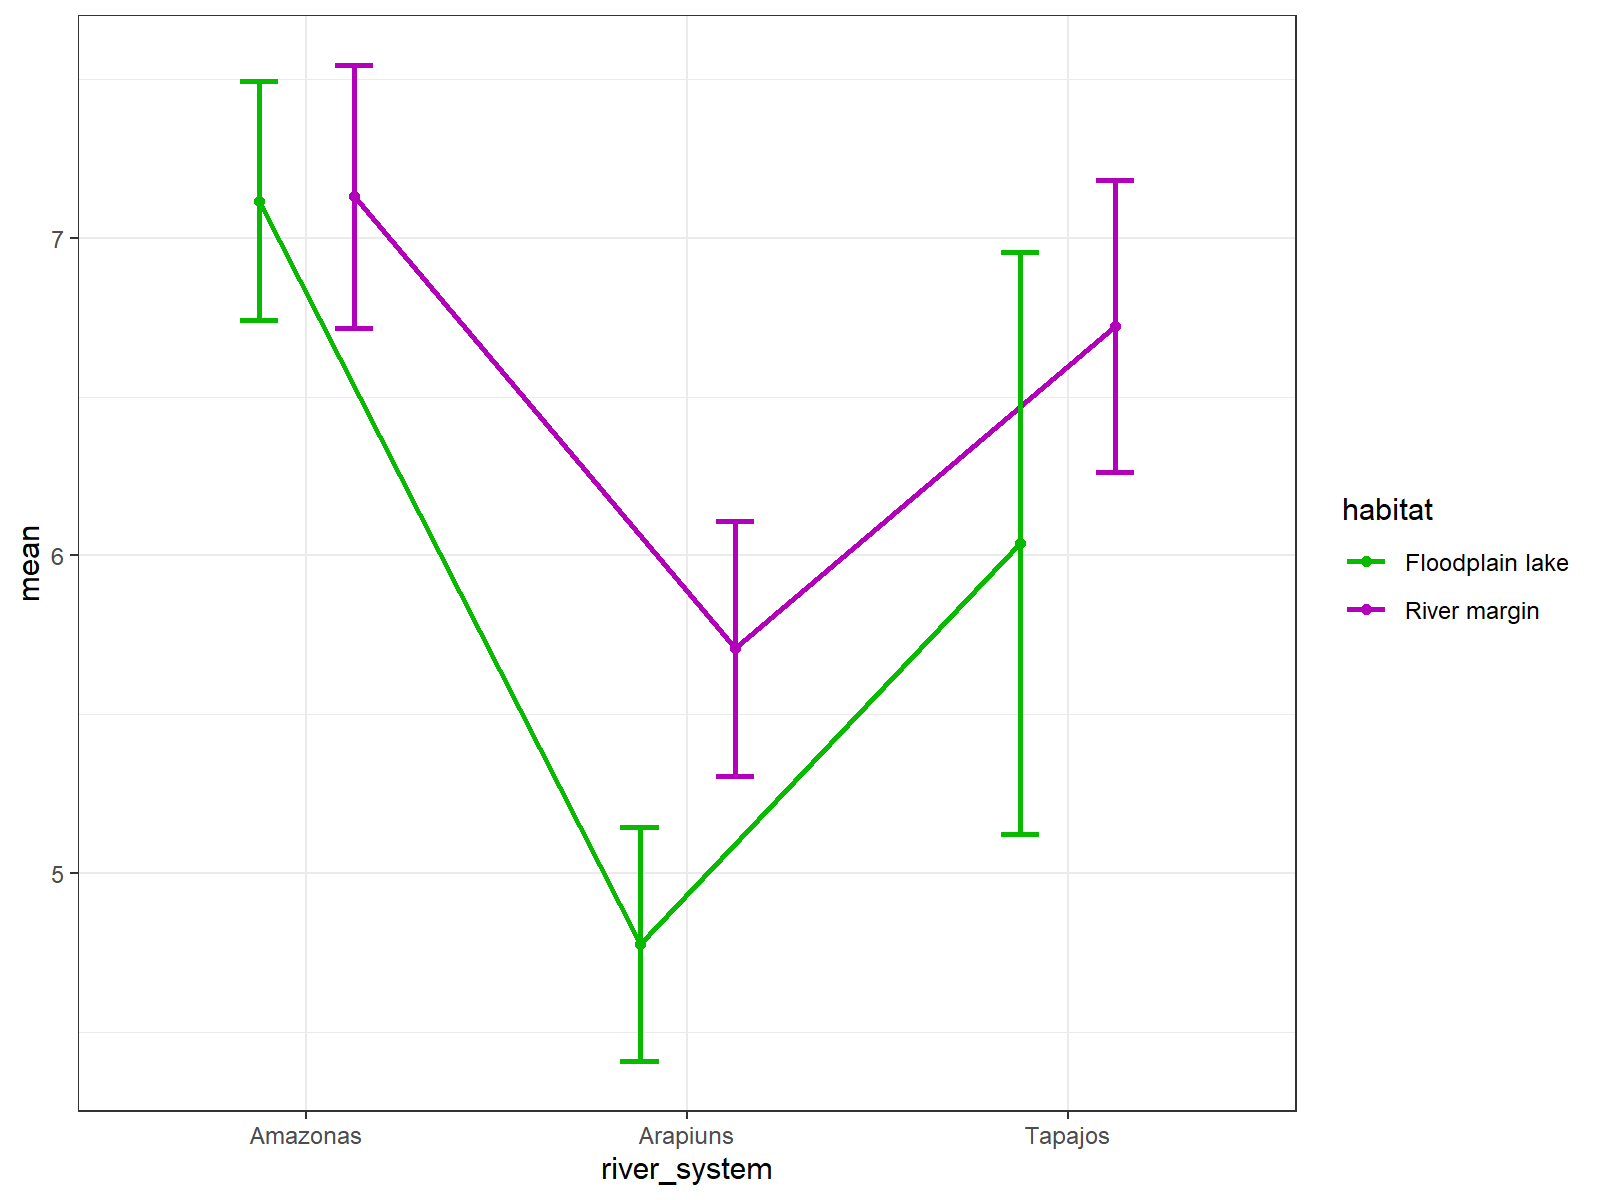 mean
7
6
5
Amazonas Arapiuns Tapajos
river_system
habitat
Floodplain lake
River margin